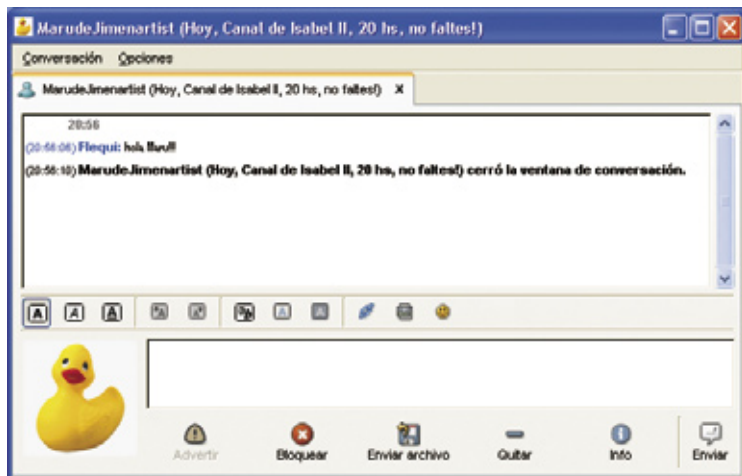 MarudeJimenartist (Hoy, Canal de Isabel II, 20 hs, no faltes!)
Conversación Opciones
MarudeJimenartist (Hoy, Canal de Isabel II, 20 hs, no faltes!) X
20:56
(20:56:06) Flequi: hola
(20:56:10) MarudeJimenartist (Hoy, Canal de Isabel II, 20 hs, no faltes!) cerró la ventana de conversación.
Advertir Bloquear Enviar archivo Quitar Info Enviar